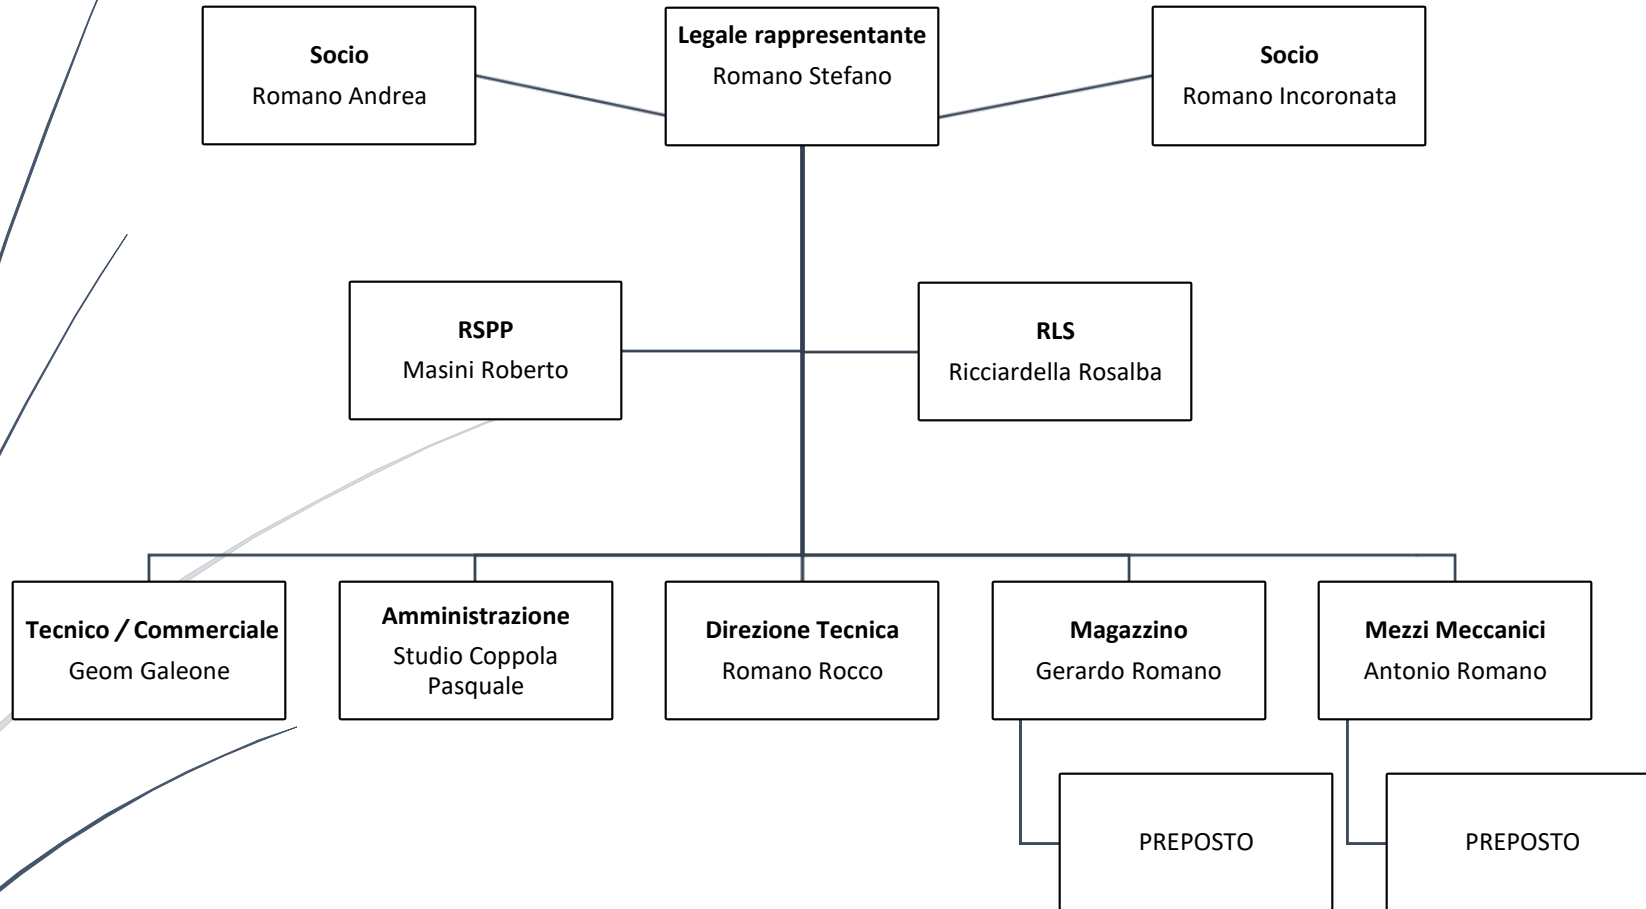 Socio
Romano Andrea
Legale rappresentante
Romano Stefano
Socio
Romano Incoronata
RSPP
Masini Roberto
RLS
Ricciardella Rosalba
Tecnico / Commerciale
Geom Galeone
Amministrazione
Studio Coppola
Pasquale
Direzione Tecnica
Romano Rocco
Magazzino
Gerardo Romano
Mezzi Meccanici
Antonio Romano
PREPOSTO
PREPOSTO